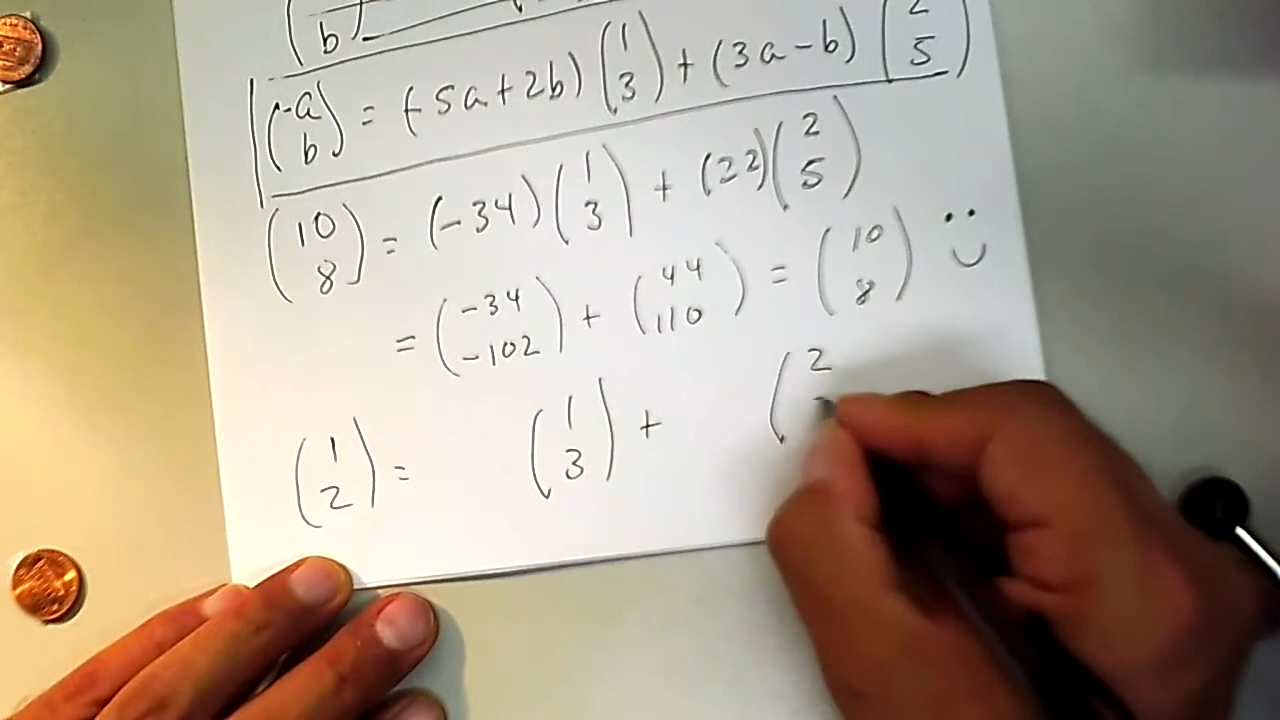 (b)
(a b) = (-5a+2b)(1 3) + (3a-b)(2 5)
(10 8) = (-34)(1 3) + (22)(2 5)
= (-34 -102) + (44 110) = (10 8)
(1 2) = (1 3) + (2